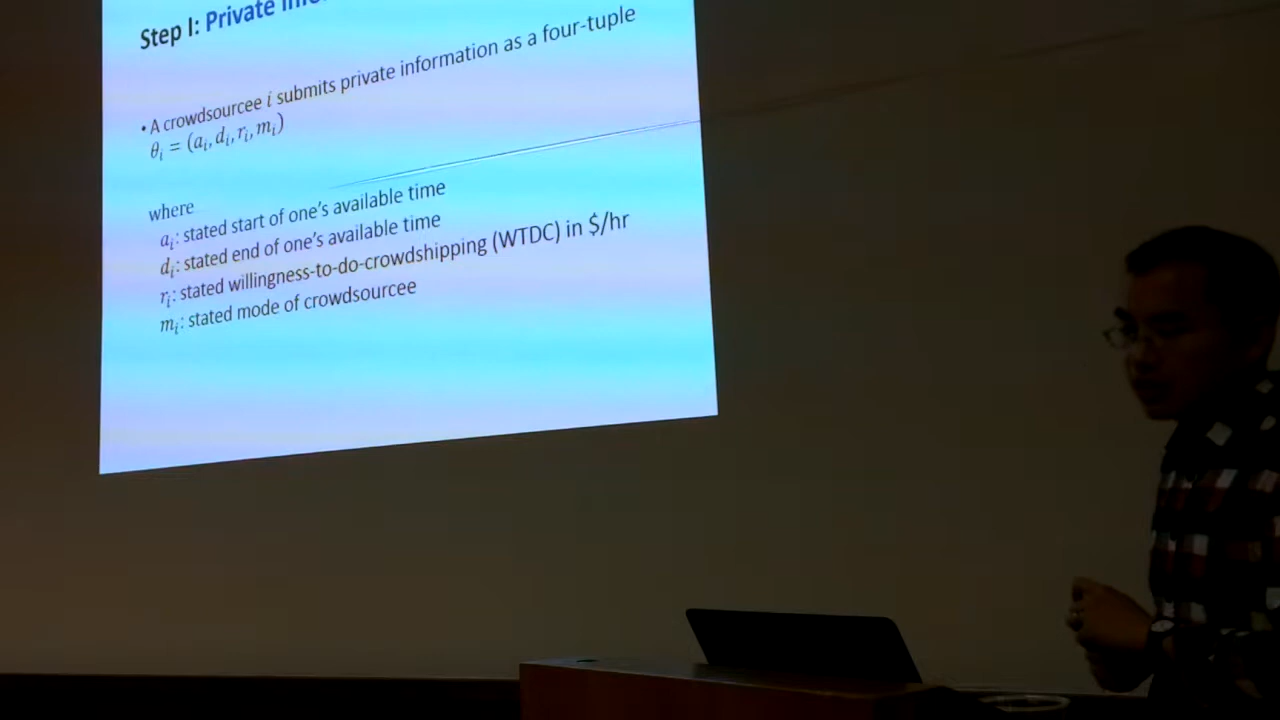 Step I: Private
• A crowdsourcee i submits private information as a four-tuple
θᵢ = (aᵢ, dᵢ, rᵢ, mᵢ)
where
aᵢ: stated start of one's available time
dᵢ: stated end of one's available time
rᵢ: stated willingness-to-do-crowdshipping (WTDC) in $/hr
mᵢ: stated mode of crowdsourcee